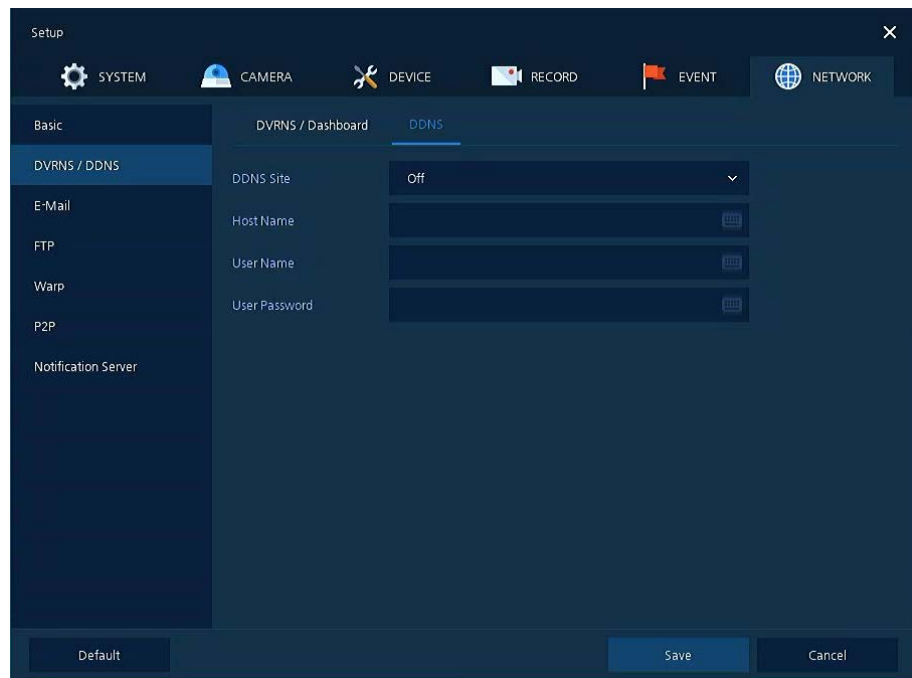 Setup
SYSTEM CAMERA DEVICE RECORD EVENT NETWORK
Basic
DVRNS / DDNS
E-Mail
FTP
Warp
P2P
Notification Server
DVRNS / Dashboard DDNS
DDNS Site Off
Host Name
User Name
User Password
Default Save Cancel